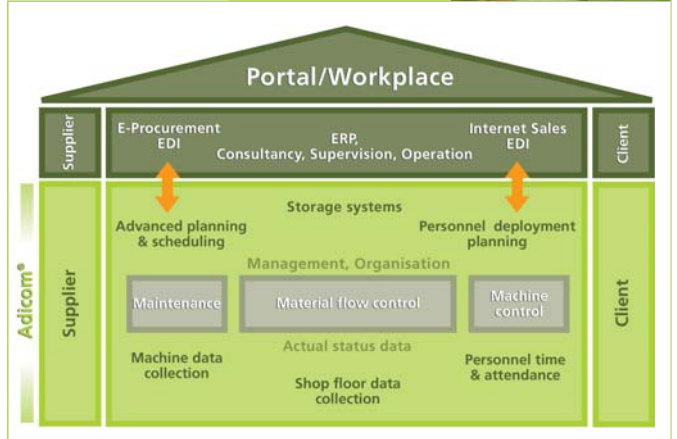 Portal/Workplace
Supplier
E-Procurement
EDI
ERP,
Consultancy, Supervision, Operation
Internet Sales
EDI
Client
Adicom®
Supplier
Storage systems
Advanced planning
& scheduling
Personnel deployment
planning
Management, Organisation
Maintenance
Material flow control
Machine
control
Actual status data
Machine data
collection
Shop floor data
collection
Personnel time
& attendance
Client